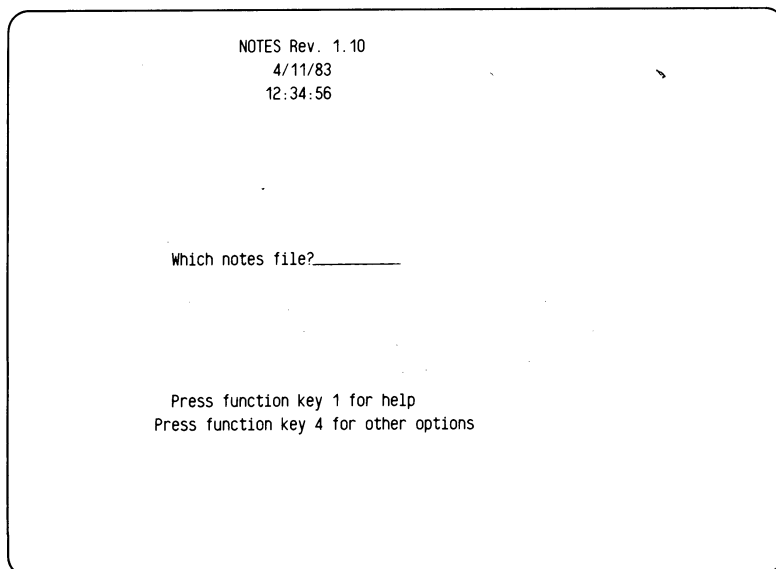 NOTES Rev. 1.10
4/11/83
12:34:56
Which notes file?__________
Press function key 1 for help
Press function key 4 for other options